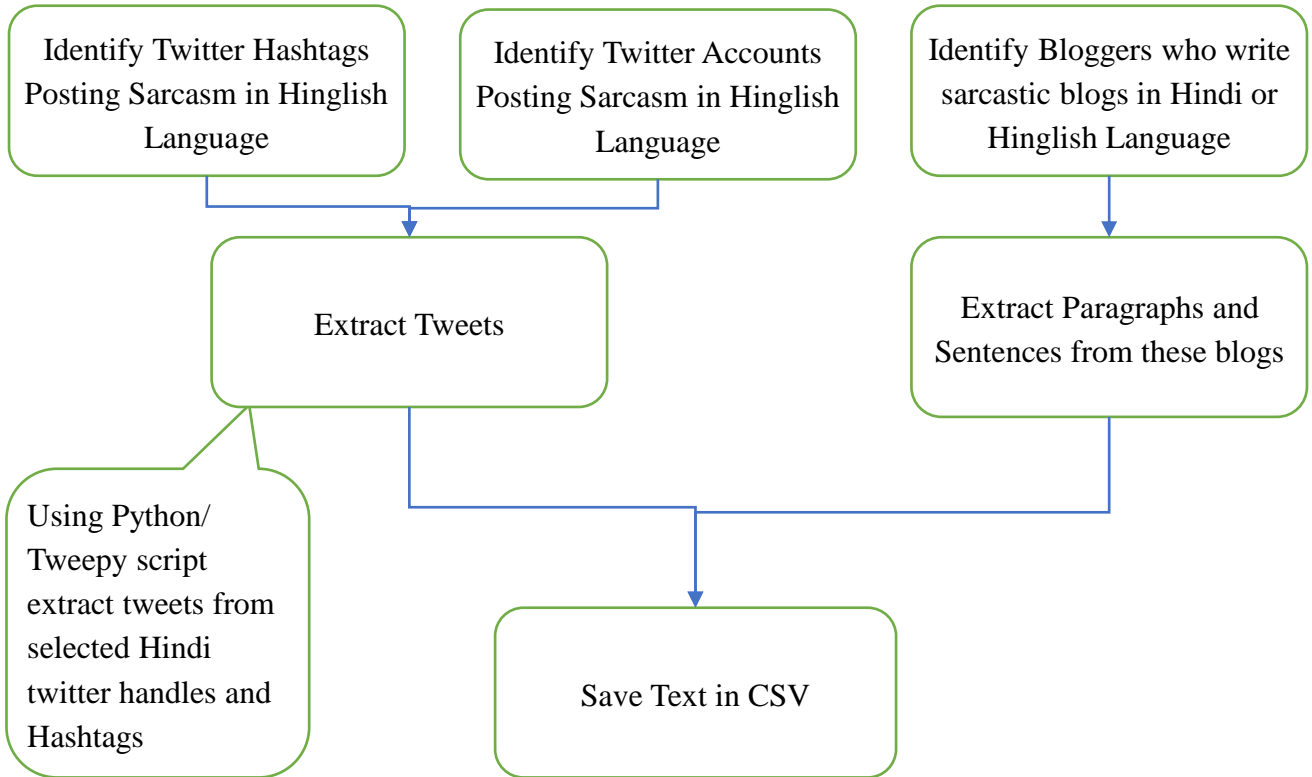 Identify Twitter Hashtags
Posting Sarcasm in Hinglish
Language
Identify Twitter Accounts
Posting Sarcasm in Hinglish
Language
Identify Bloggers who write
sarcastic blogs in Hindi or
Hinglish Language
Extract Tweets
Extract Paragraphs and
Sentences from these blogs
Using Python/
Tweepy script
extract tweets from
selected Hindi
twitter handles and
Hashtags
Save Text in CSV